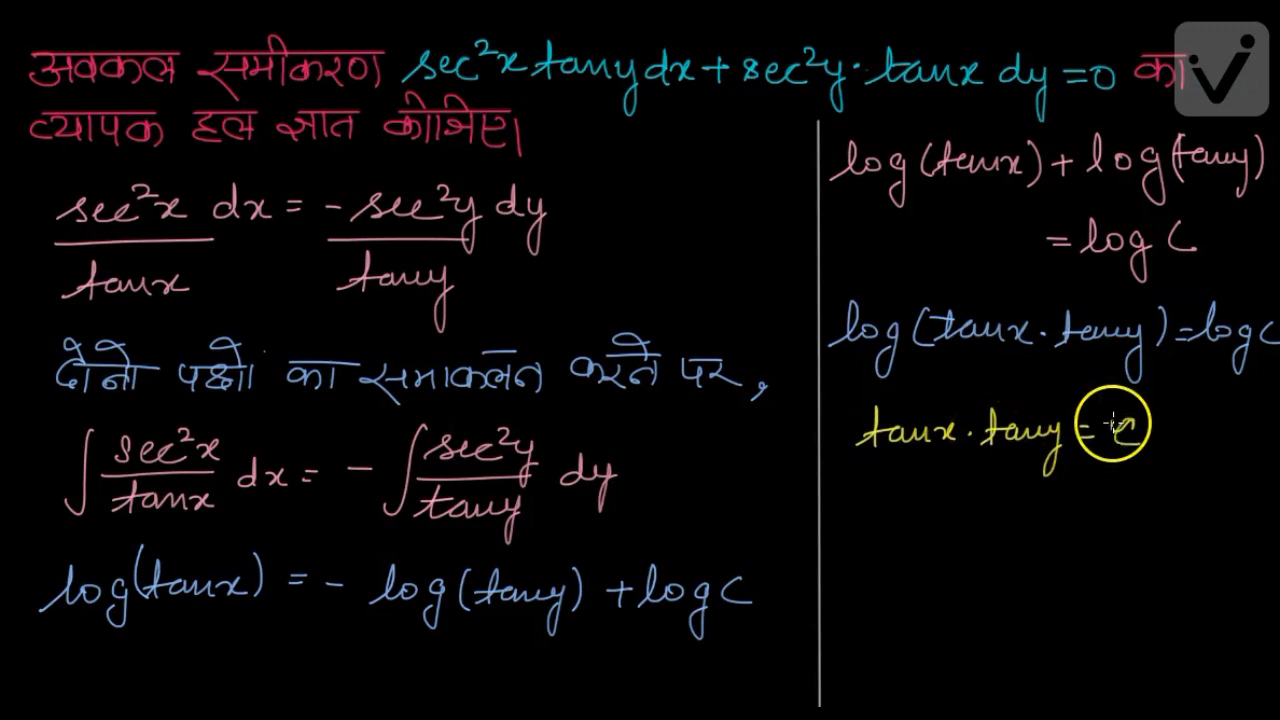 अवकल समीकरण sec²x tany dx + sec²y · tanx dy = 0 का
व्यापक हल ज्ञात कीजिए।
sec²x/tanx dx = - sec²y/tany dy
दोनो पक्षो का समाकलन करने पर,
∫ sec²x/tanx dx = - ∫ sec²y/tany dy
log(tanx) = - log(tany) + log C
log(tanx) + log(tany)
= log C
log(tanx · tany) = log C
tanx · tany = C